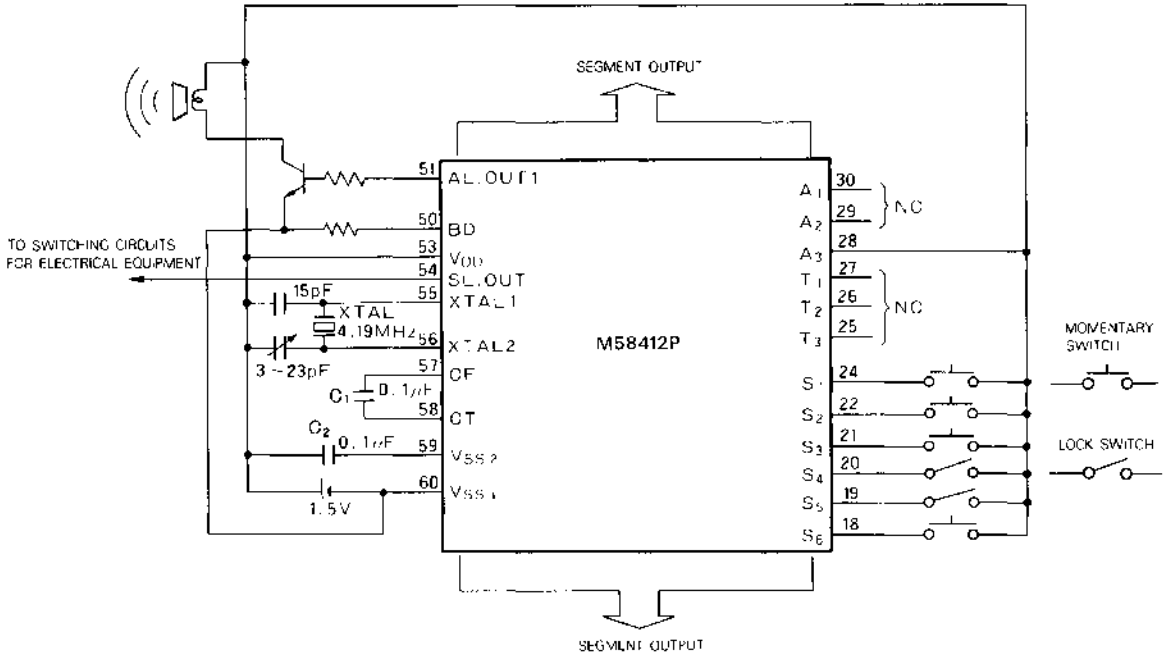 SEGMENT OUTPUT
TO SWITCHING CIRCUITS
FOR ELECTRICAL EQUIPMENT
51 AL.OUT1
50 BD
53 VDD
54 SL.OUT
55 XTAL1
56 XTAL2
57 CF
58 CT
59 VSS2
60 VSS1
15pF
XTAL
4.19MHz
3~23pF
C1 0.1μF
C2
0.1μF
1.5V
M58412P
A1 30
A2 29
NC
A3 28
T1 27
T2 26
T3 25
NC
S1 24
S2 22
S3 21
S4 20
S5 19
S6 18
MOMENTARY
SWITCH
LOCK SWITCH
SEGMENT OUTPUT